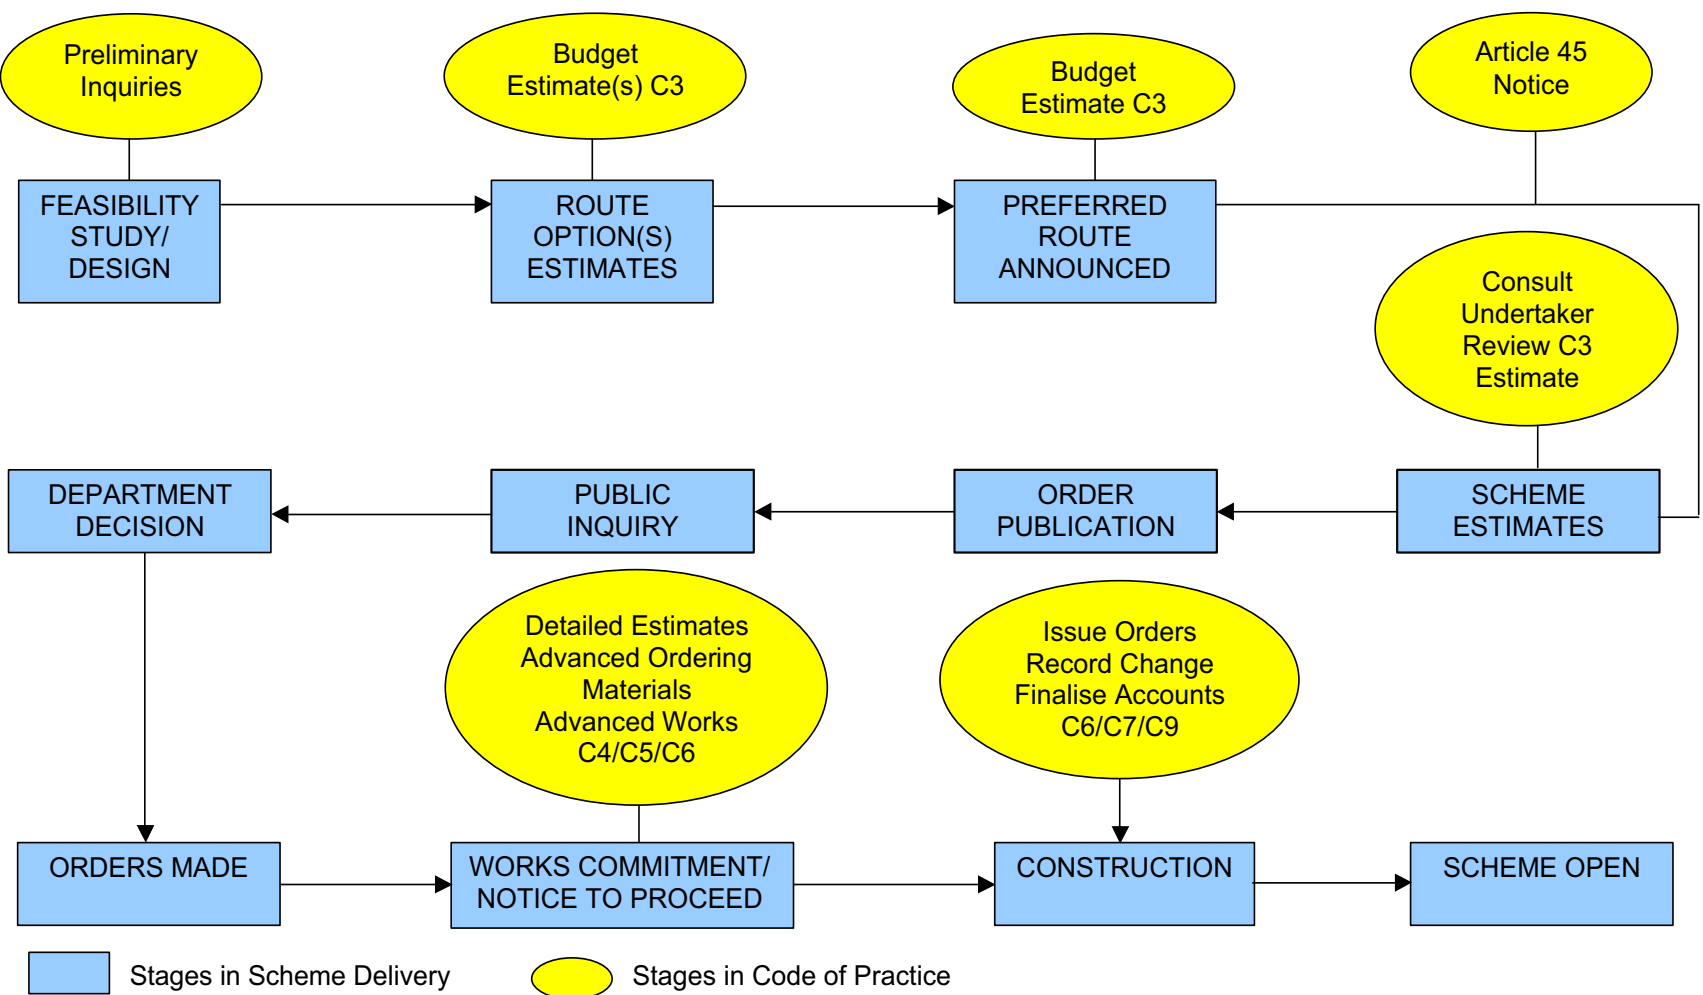 Preliminary
Inquiries
Budget
Estimate(s) C3
Budget
Estimate C3
Article 45
Notice
FEASIBILITY
STUDY/
DESIGN
ROUTE
OPTION(S)
ESTIMATES
PREFERRED
ROUTE
ANNOUNCED
Consult
Undertaker
Review C3
Estimate
DEPARTMENT
DECISION
PUBLIC
INQUIRY
ORDER
PUBLICATION
SCHEME
ESTIMATES
Detailed Estimates
Advanced Ordering
Materials
Advanced Works
C4/C5/C6
Issue Orders
Record Change
Finalise Accounts
C6/C7/C9
ORDERS MADE
WORKS COMMITMENT/
NOTICE TO PROCEED
CONSTRUCTION
SCHEME OPEN
Stages in Scheme Delivery
Stages in Code of Practice